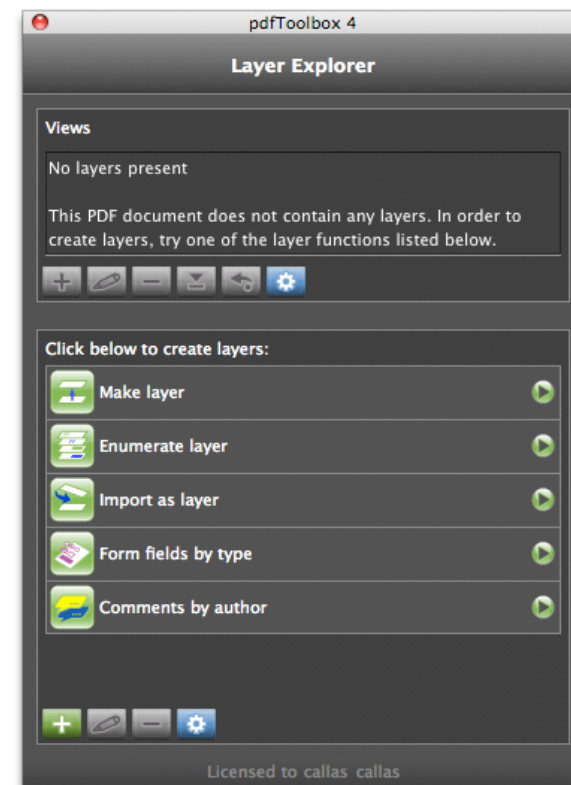 pdfToolbox 4
Layer Explorer
Views
No layers present
This PDF document does not contain any layers. In order to
create layers, try one of the layer functions listed below.
Click below to create layers:
Make layer
Enumerate layer
Import as layer
Form fields by type
Comments by author
Licensed to callas callas